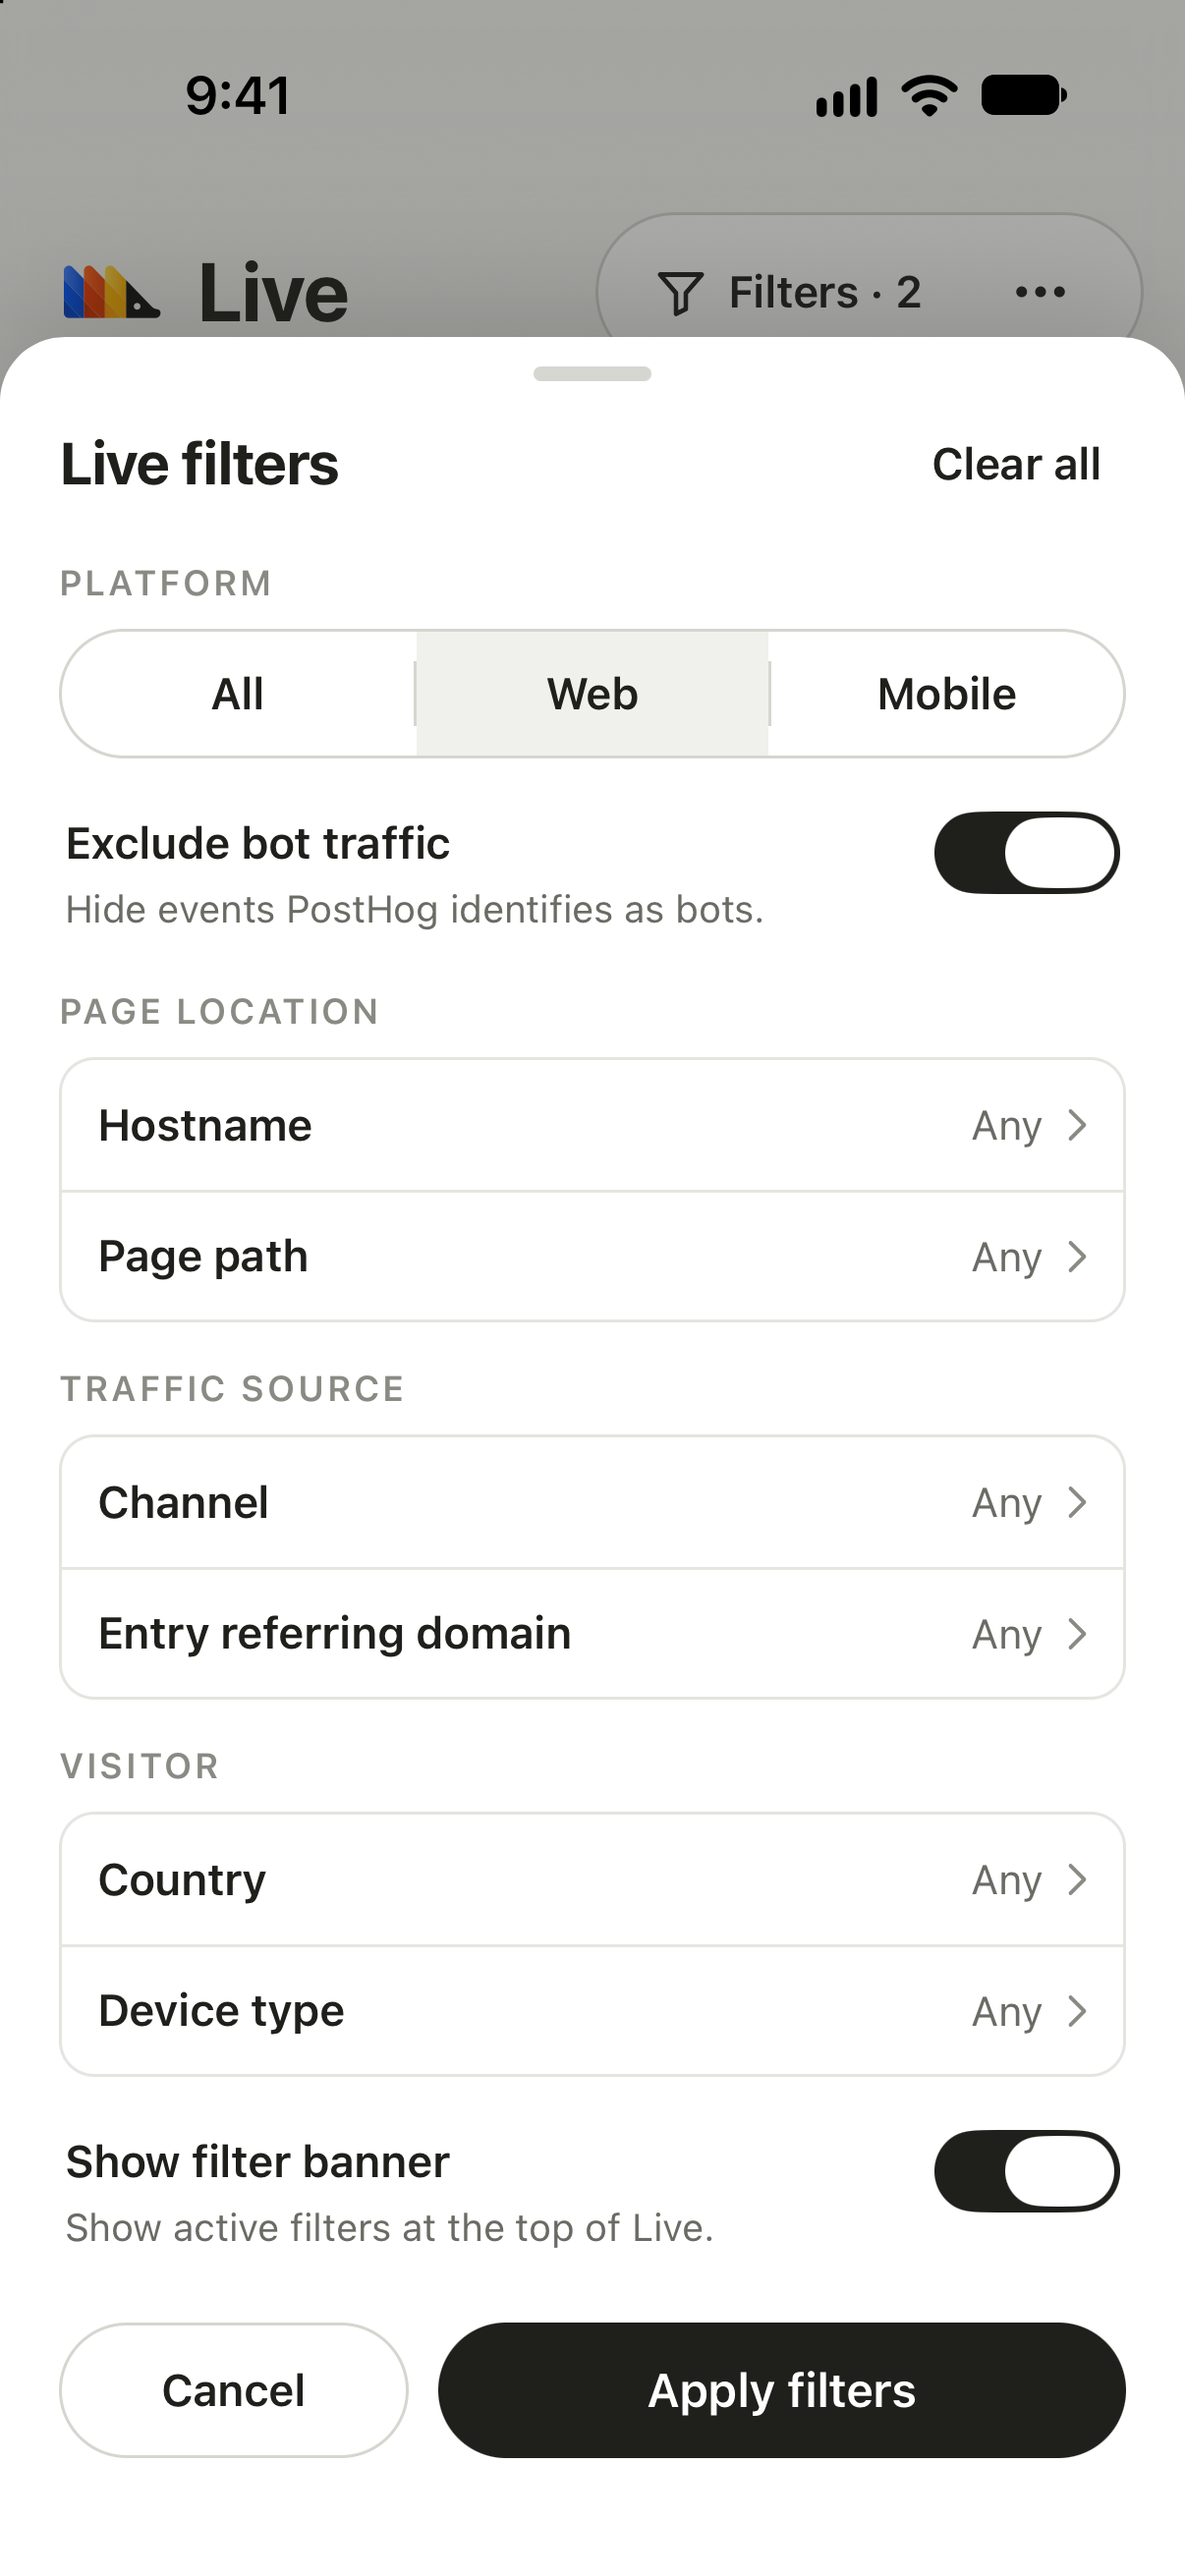 9:41
Live
Filters · 2
Live filters
Clear all
PLATFORM
All
Web
Mobile
Exclude bot traffic
Hide events PostHog identifies as bots.
PAGE LOCATION
Hostname
Any
Page path
Any
TRAFFIC SOURCE
Channel
Any
Entry referring domain
Any
VISITOR
Country
Any
Device type
Any
Show filter banner
Show active filters at the top of Live.
Cancel
Apply filters